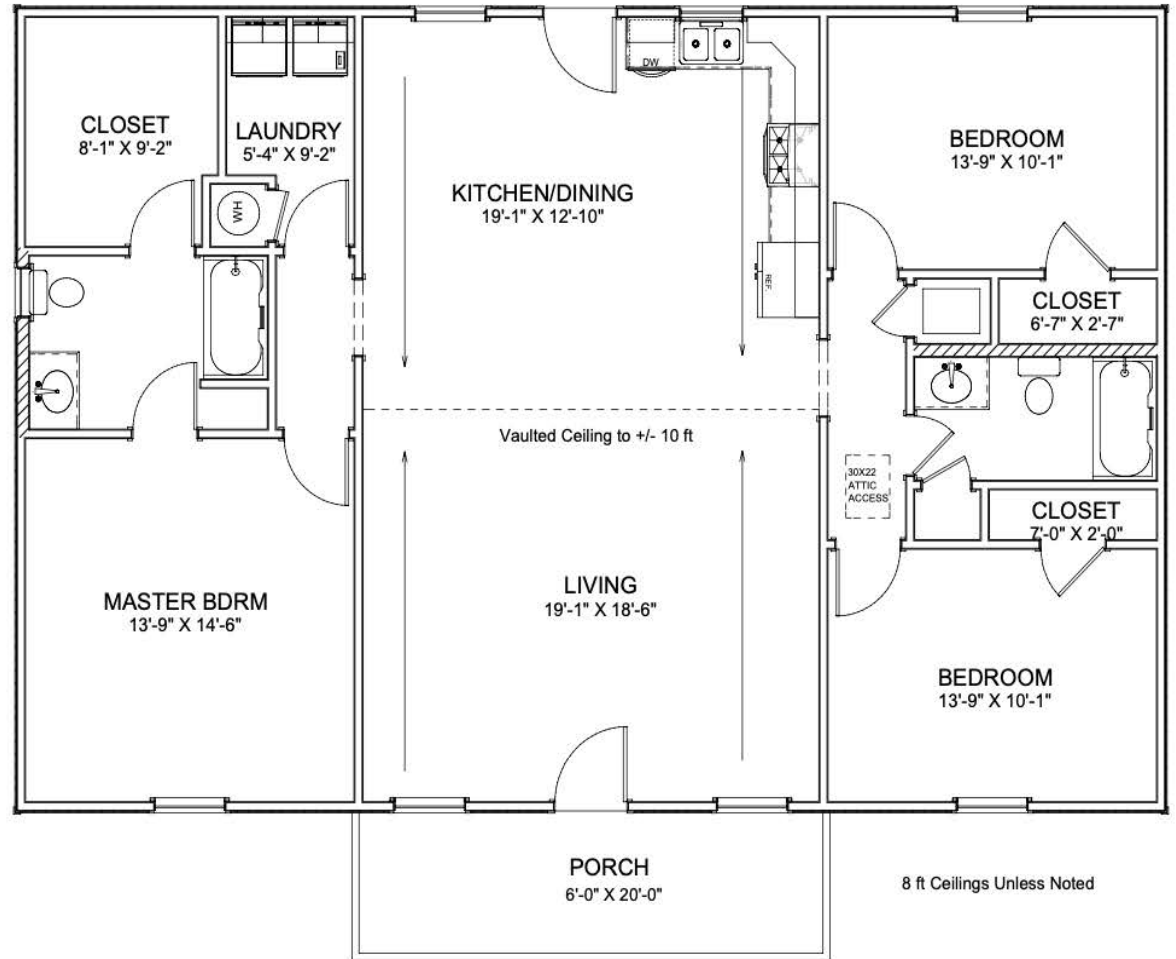 CLOSET
8'-1" X 9'-2"
LAUNDRY
5'-4" X 9'-2"
WH
DW
KITCHEN/DINING
19'-1" X 12'-10"
REF.
BEDROOM
13'-9" X 10'-1"
CLOSET
6'-7" X 2'-7"
Vaulted Ceiling to +/- 10 ft
30X22
ATTIC
ACCESS
CLOSET
7'-0" X 2'-0"
MASTER BDRM
13'-9" X 14'-6"
LIVING
19'-1" X 18'-6"
BEDROOM
13'-9" X 10'-1"
PORCH
6'-0" X 20'-0"
8 ft Ceilings Unless Noted